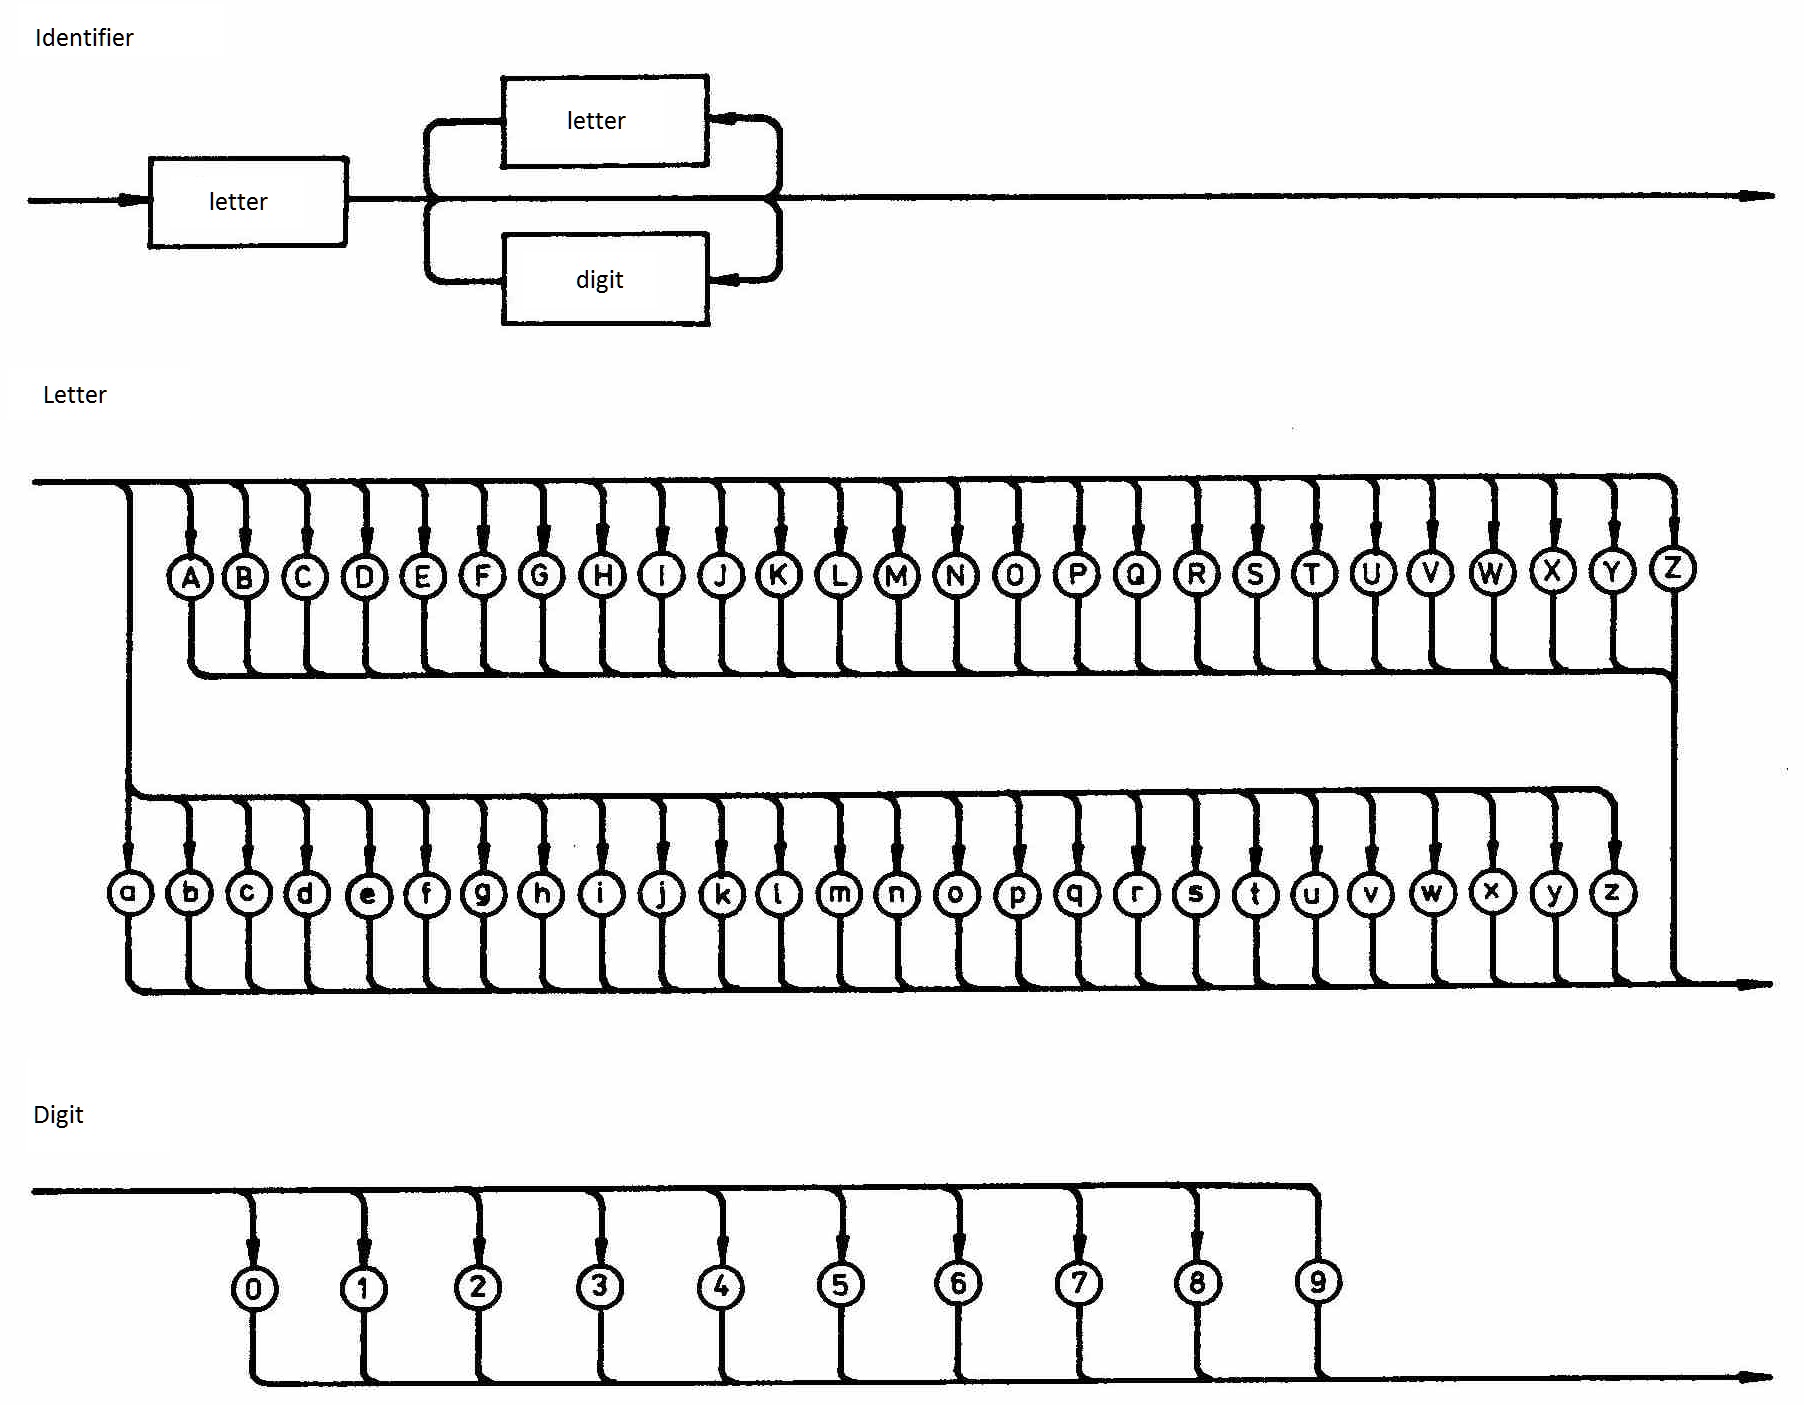 Identifier
letter
letter
digit
Letter
A B C D E F G H I J K L M N O P Q R S T U V W X Y Z
a b c d e f g h i j k l m n o p q r s t u v w x y z
Digit
0 1 2 3 4 5 6 7 8 9